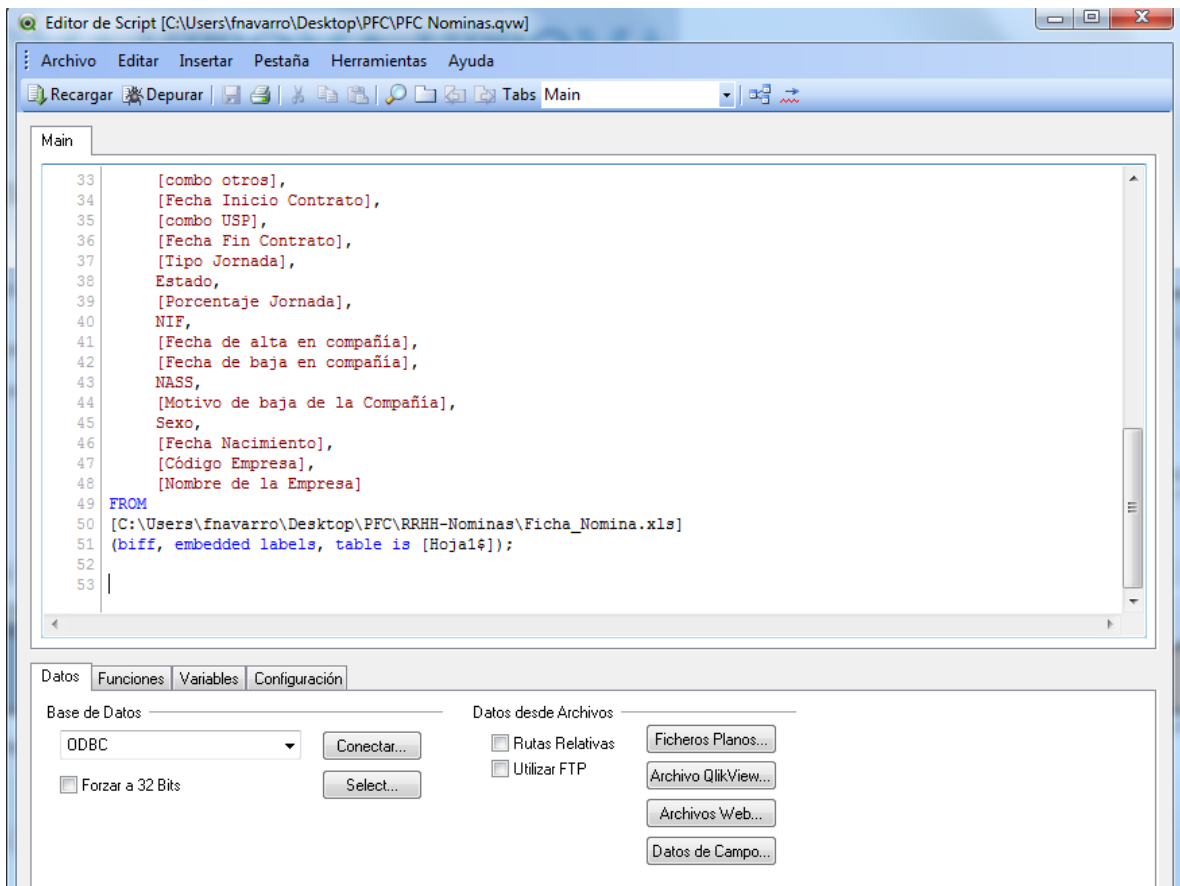 Editor de Script [C:\Users\fnavarro\Desktop\PFC\PFC Nominas.qvw]
Archivo Editar Insertar Pestaña Herramientas Ayuda
Recargar Depurar Tabs Main
Main
33 [combo otros],
34 [Fecha Inicio Contrato],
35 [combo USP],
36 [Fecha Fin Contrato],
37 [Tipo Jornada],
38 Estado,
39 [Porcentaje Jornada],
40 NIF,
41 [Fecha de alta en compañía],
42 [Fecha de baja en compañía],
43 NASS,
44 [Motivo de baja de la Compañía],
45 Sexo,
46 [Fecha Nacimiento],
47 [Código Empresa],
48 [Nombre de la Empresa]
49 FROM
50 [C:\Users\fnavarro\Desktop\PFC\RRHH-Nominas\Ficha_Nomina.xls]
51 (biff, embedded labels, table is [Hoja1$]);
52
53
Datos Funciones Variables Configuración
Base de Datos
ODBC
Conectar...
Forzar a 32 Bits
Select...
Datos desde Archivos
Rutas Relativas
Utilizar FTP
Ficheros Planos...
Archivo QlikView...
Archivos Web...
Datos de Campo...